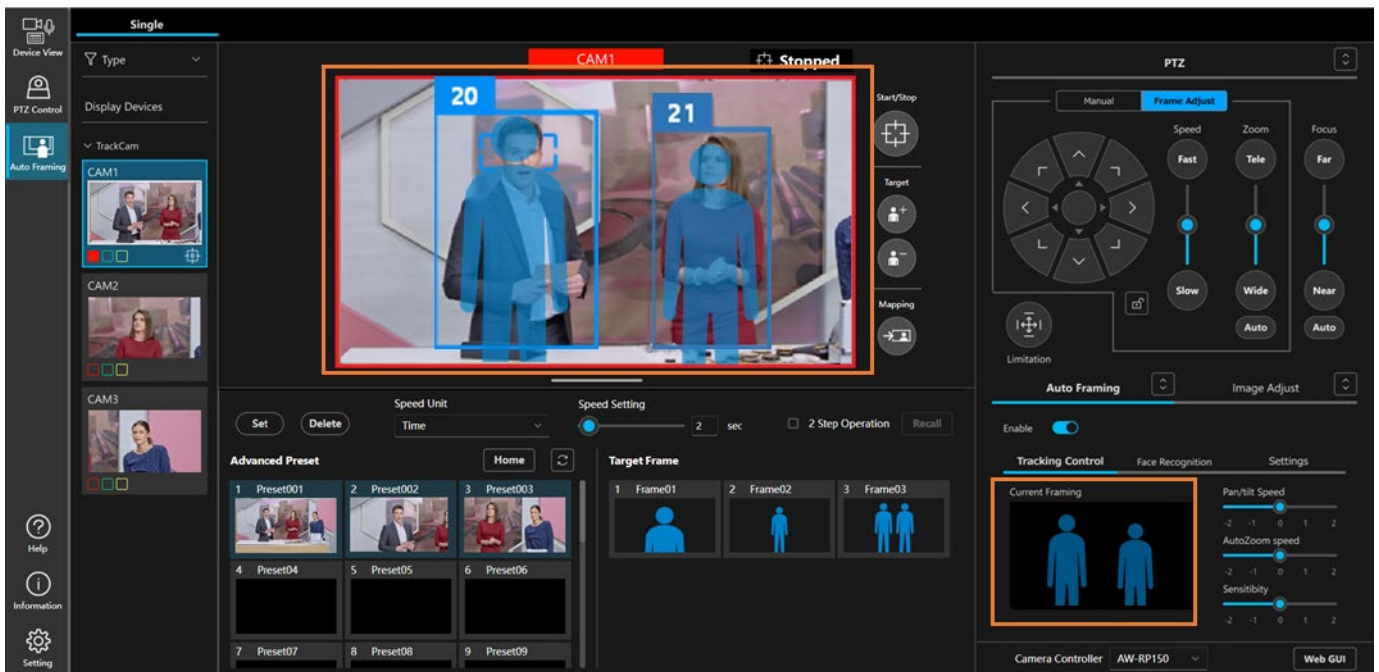 Single
Device View
PTZ Control
Auto Framing
Help
Information
Setting
Type
Display Devices
TrackCam
CAM1
CAM2
CAM3
CAM1
Stopped
20
21
Start/Stop
Target
Mapping
Set
Delete
Speed Unit
Time
Speed Setting
2
sec
2 Step Operation
Recall
Advanced Preset
Home
1 Preset001
2 Preset002
3 Preset003
4 Preset04
5 Preset05
6 Preset06
7 Preset07
8 Preset08
9 Preset09
Target Frame
1 Frame01
2 Frame02
3 Frame03
PTZ
Manual
Frame Adjust
Speed
Zoom
Focus
Fast
Tele
Far
Slow
Wide
Near
Auto
Auto
Limitation
Auto Framing
Image Adjust
Enable
Tracking Control
Face Recognition
Settings
Current Framing
Pan/tilt Speed
-2 -1 0 1 2
AutoZoom speed
-2 -1 0 1 2
Sensitibity
-2 -1 0 1 2
Camera Controller
AW-RP150
Web GUI